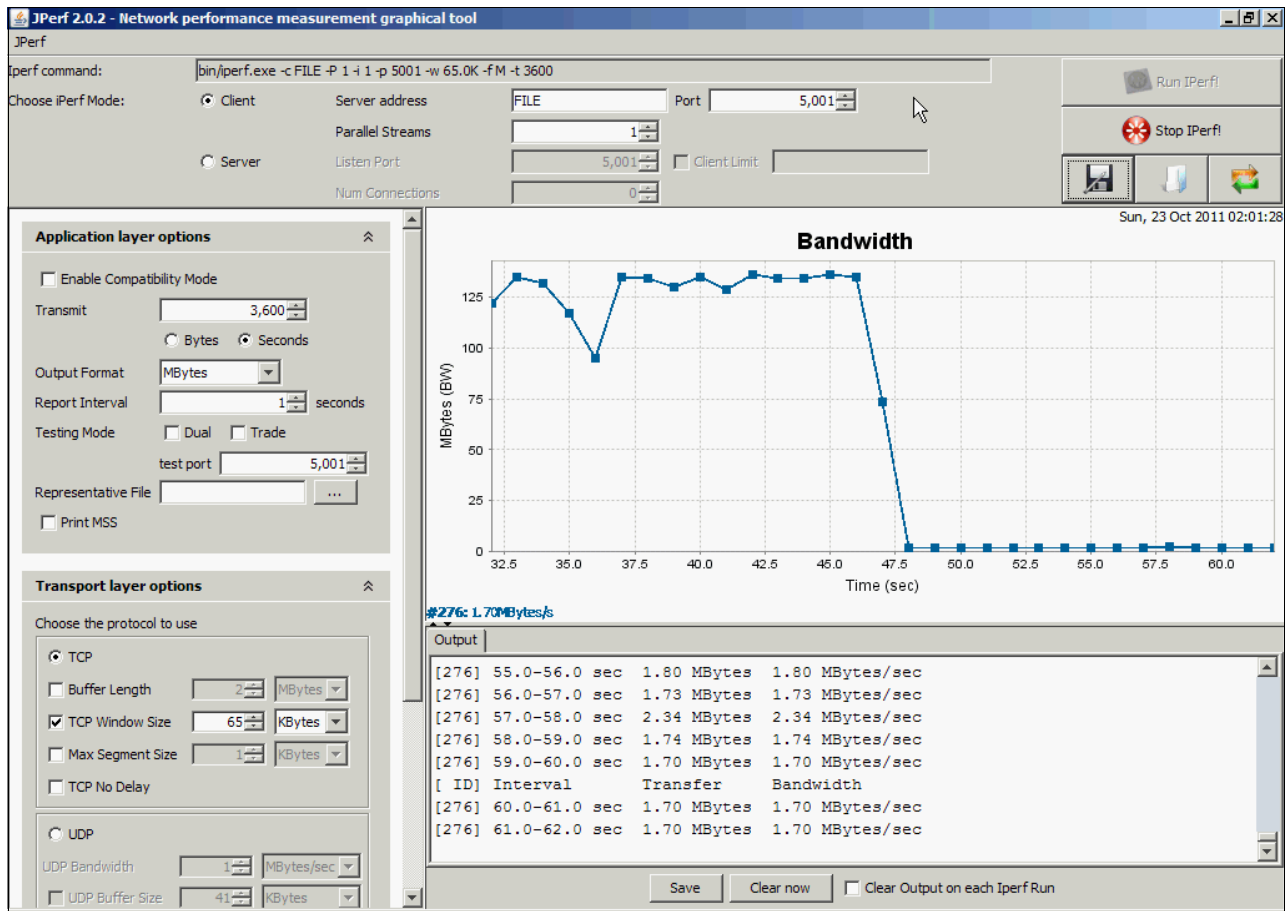 JPerf 2.0.2 - Network performance measurement graphical tool
JPerf
Iperf command:
bin/iperf.exe -c FILE -P 1 -i 1 -p 5001 -w 65.0K -f M -t 3600
Choose iPerf Mode:
Client
Server address
FILE
Port
5,001
Parallel Streams
1
Server
Listen Port
5,001
Client Limit
Num Connections
0
Run IPerf!
Stop IPerf!
Application layer options
Enable Compatibility Mode
Transmit
3,600
Bytes
Seconds
Output Format
MBytes
Report Interval
1
seconds
Testing Mode
Dual
Trade
test port
5,001
Representative File
...
Print MSS
Transport layer options
Choose the protocol to use
TCP
Buffer Length
2
MBytes
TCP Window Size
65
KBytes
Max Segment Size
1
KBytes
TCP No Delay
UDP
UDP Bandwidth
1
MBytes/sec
UDP Buffer Size
41
KBytes
Sun, 23 Oct 2011 02:01:28
Bandwidth
MBytes (BW)
125
100
75
50
25
0
32.5 35.0 37.5 40.0 42.5 45.0 47.5 50.0 52.5 55.0 57.5 60.0
Time (sec)
#276: 1.70MBytes/s
Output
[276] 55.0-56.0 sec 1.80 MBytes 1.80 MBytes/sec
[276] 56.0-57.0 sec 1.73 MBytes 1.73 MBytes/sec
[276] 57.0-58.0 sec 2.34 MBytes 2.34 MBytes/sec
[276] 58.0-59.0 sec 1.74 MBytes 1.74 MBytes/sec
[276] 59.0-60.0 sec 1.70 MBytes 1.70 MBytes/sec
[ ID] Interval Transfer Bandwidth
[276] 60.0-61.0 sec 1.70 MBytes 1.70 MBytes/sec
[276] 61.0-62.0 sec 1.70 MBytes 1.70 MBytes/sec
Save
Clear now
Clear Output on each Iperf Run